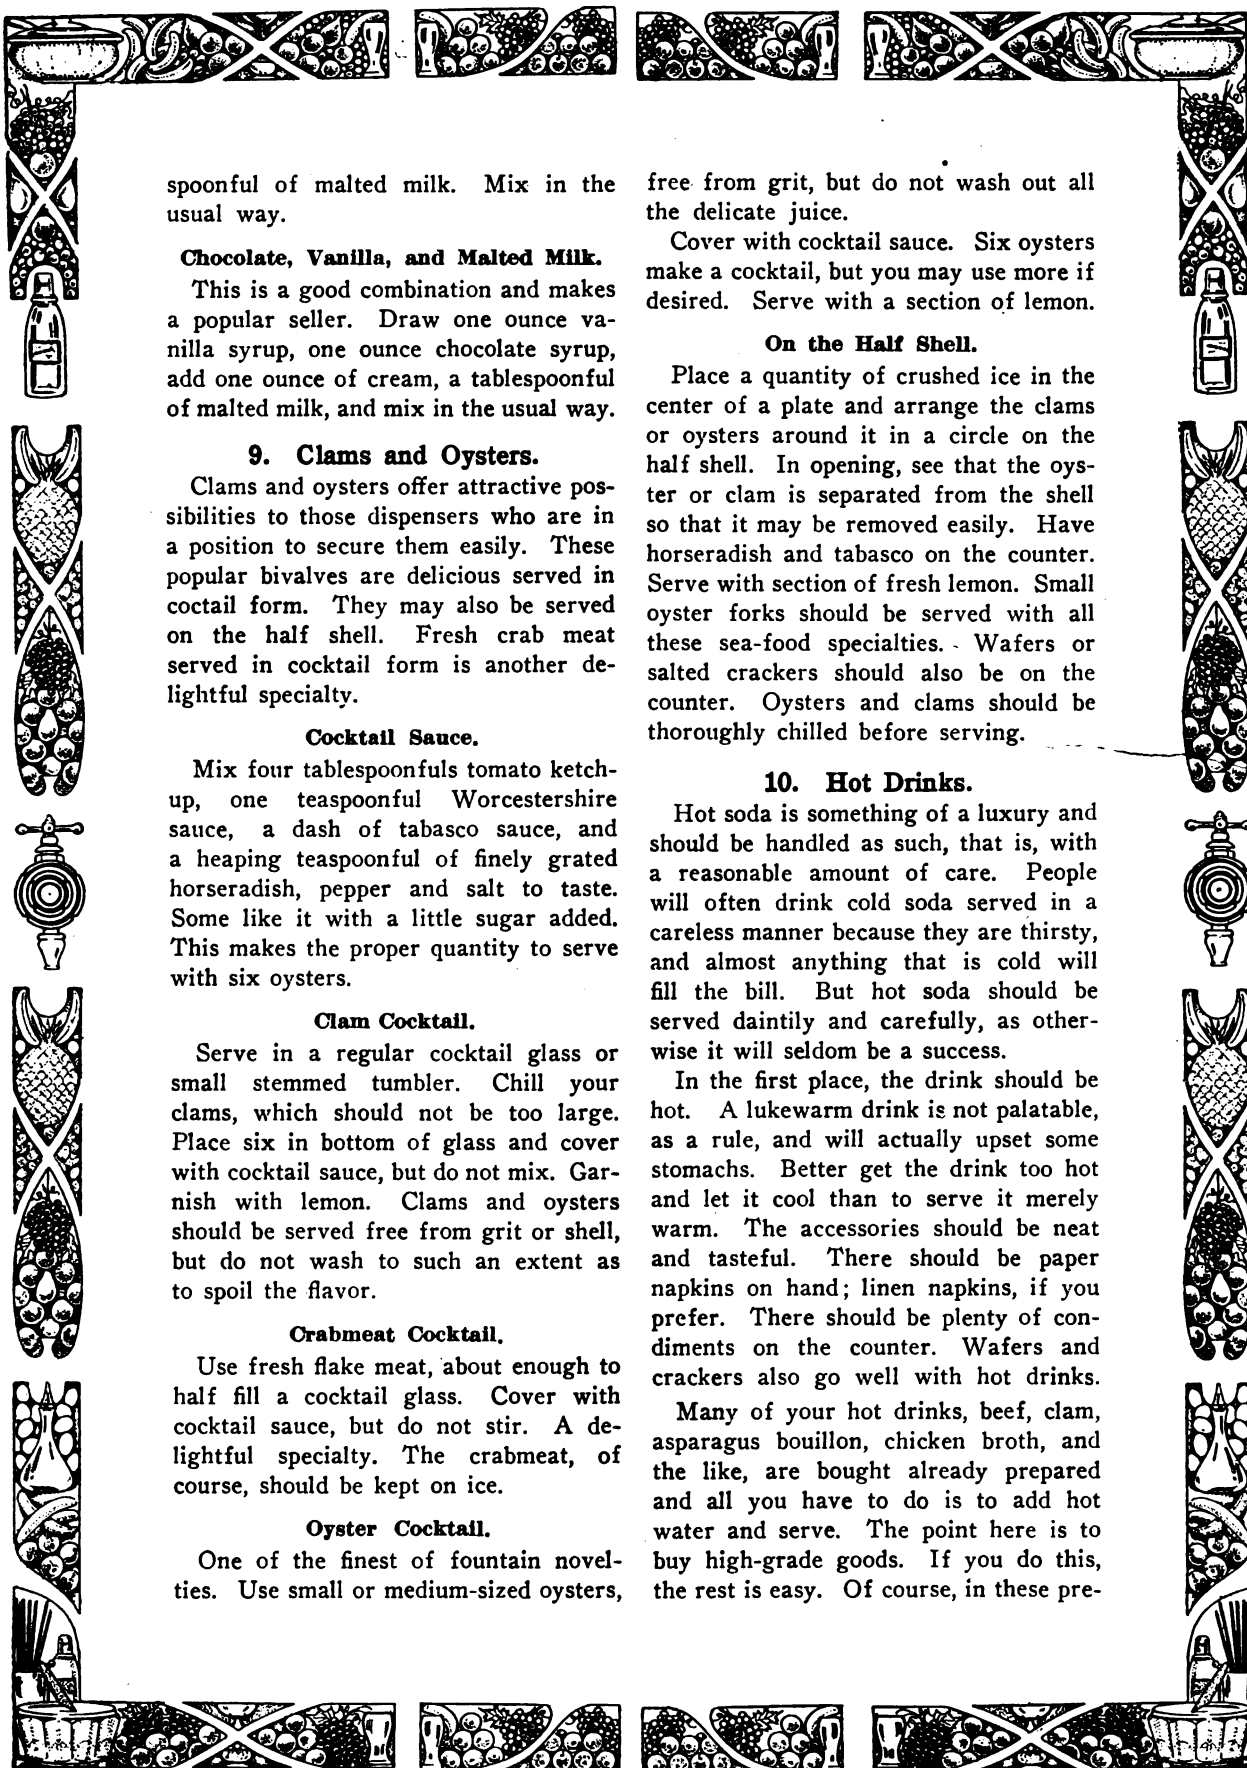 spoonful of malted milk. Mix in the
usual way.
Chocolate, Vanilla, and Malted Milk.
This is a good combination and makes
a popular seller. Draw one ounce va-
nilla syrup, one ounce chocolate syrup,
add one ounce of cream, a tablespoonful
of malted milk, and mix in the usual way.
9. Clams and Oysters.
Clams and oysters offer attractive pos-
sibilities to those dispensers who are in
a position to secure them easily. These
popular bivalves are delicious served in
coctail form. They may also be served
on the half shell. Fresh crab meat
served in cocktail form is another de-
lightful specialty.
Cocktail Sauce.
Mix four tablespoonfuls tomato ketch-
up, one teaspoonful Worcestershire
sauce, a dash of tabasco sauce, and
a heaping teaspoonful of finely grated
horseradish, pepper and salt to taste.
Some like it with a little sugar added.
This makes the proper quantity to serve
with six oysters.
Clam Cocktail.
Serve in a regular cocktail glass or
small stemmed tumbler. Chill your
clams, which should not be too large.
Place six in bottom of glass and cover
with cocktail sauce, but do not mix. Gar-
nish with lemon. Clams and oysters
should be served free from grit or shell,
but do not wash to such an extent as
to spoil the flavor.
Crabmeat Cocktail.
Use fresh flake meat, about enough to
half fill a cocktail glass. Cover with
cocktail sauce, but do not stir. A de-
lightful specialty. The crabmeat, of
course, should be kept on ice.
Oyster Cocktail.
One of the finest of fountain novel-
ties. Use small or medium-sized oysters,
free from grit, but do not wash out all
the delicate juice.
Cover with cocktail sauce. Six oysters
make a cocktail, but you may use more if
desired. Serve with a section of lemon.
On the Half Shell.
Place a quantity of crushed ice in the
center of a plate and arrange the clams
or oysters around it in a circle on the
half shell. In opening, see that the oys-
ter or clam is separated from the shell
so that it may be removed easily. Have
horseradish and tabasco on the counter.
Serve with section of fresh lemon. Small
oyster forks should be served with all
these sea-food specialties. Wafers or
salted crackers should also be on the
counter. Oysters and clams should be
thoroughly chilled before serving.
10. Hot Drinks.
Hot soda is something of a luxury and
should be handled as such, that is, with
a reasonable amount of care. People
will often drink cold soda served in a
careless manner because they are thirsty,
and almost anything that is cold will
fill the bill. But hot soda should be
served daintily and carefully, as other-
wise it will seldom be a success.
In the first place, the drink should be
hot. A lukewarm drink is not palatable,
as a rule, and will actually upset some
stomachs. Better get the drink too hot
and let it cool than to serve it merely
warm. The accessories should be neat
and tasteful. There should be paper
napkins on hand; linen napkins, if you
prefer. There should be plenty of con-
diments on the counter. Wafers and
crackers also go well with hot drinks.
Many of your hot drinks, beef, clam,
asparagus bouillon, chicken broth, and
the like, are bought already prepared
and all you have to do is to add hot
water and serve. The point here is to
buy high-grade goods. If you do this,
the rest is easy. Of course, in these pre-